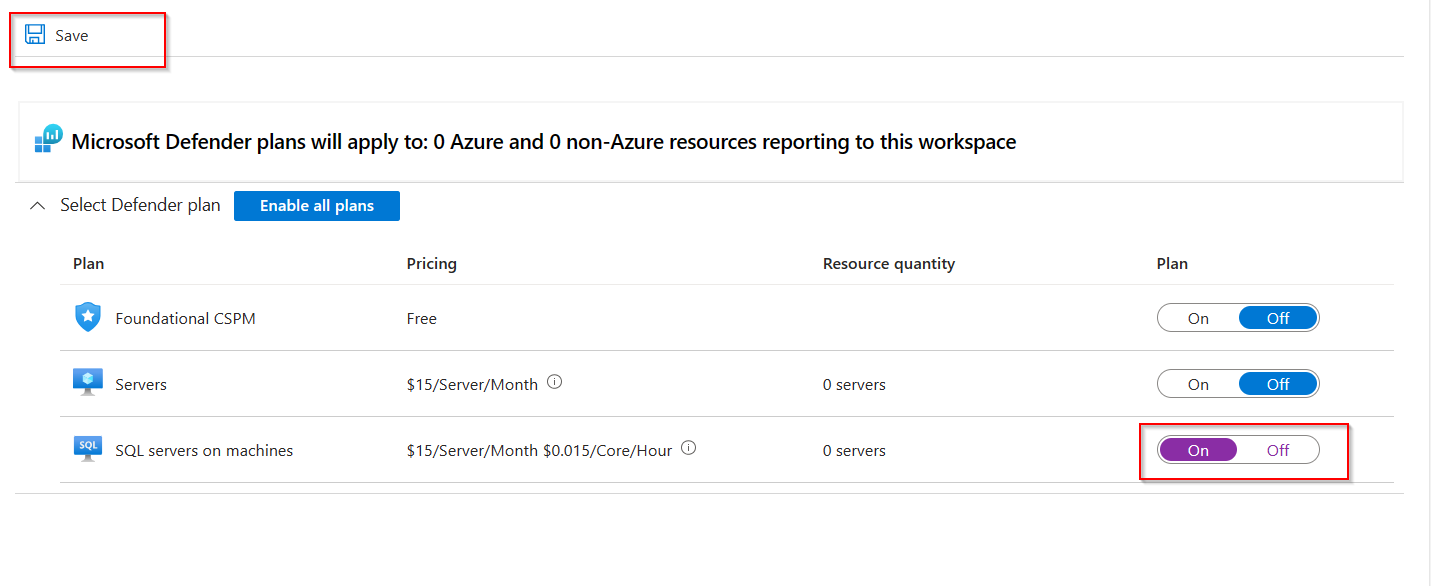 Save
Microsoft Defender plans will apply to: 0 Azure and 0 non-Azure resources reporting to this workspace
Select Defender plan Enable all plans
Plan Pricing Resource quantity Plan
Foundational CSPM Free On Off
Servers $15/Server/Month 0 servers On Off
SQL SQL servers on machines $15/Server/Month $0.015/Core/Hour 0 servers On Off